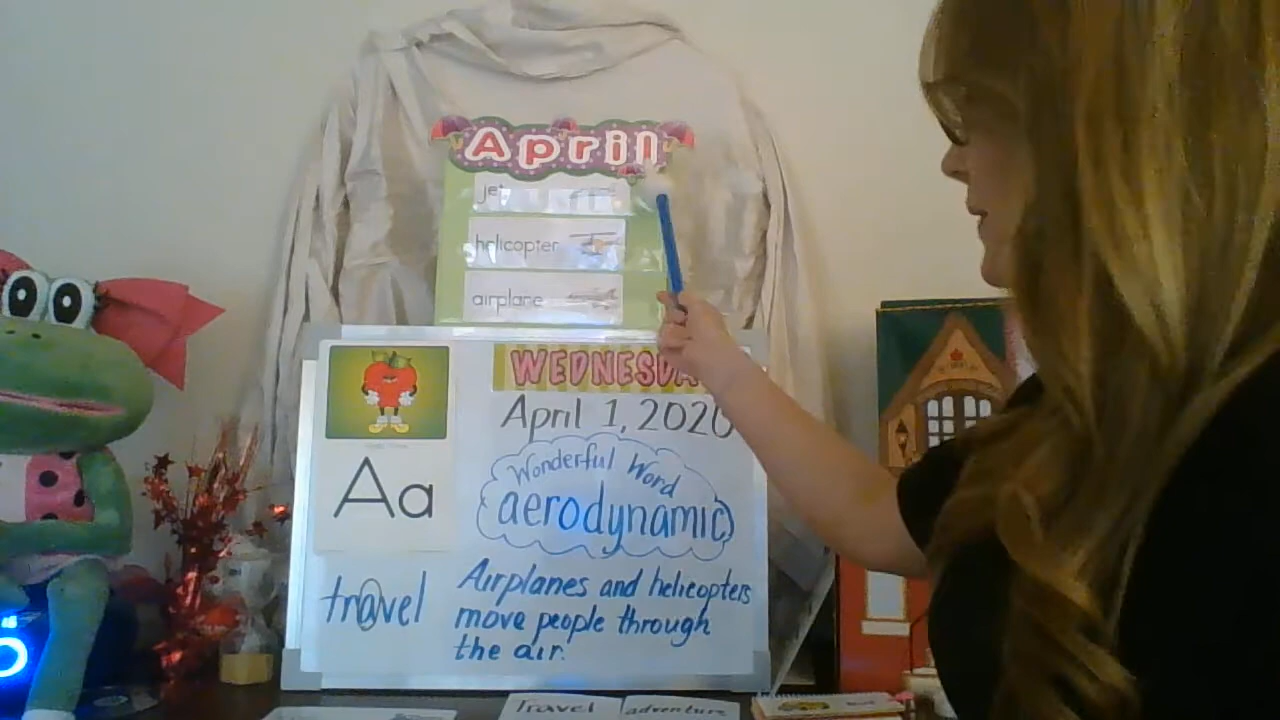 April
jet
helicopter
airplane
WEDNESDA
April 1, 2020
Wonderful Word
aerodynamic
Aa
travel
Airplanes and helicopters
move people through
the air.
Travel
adventure